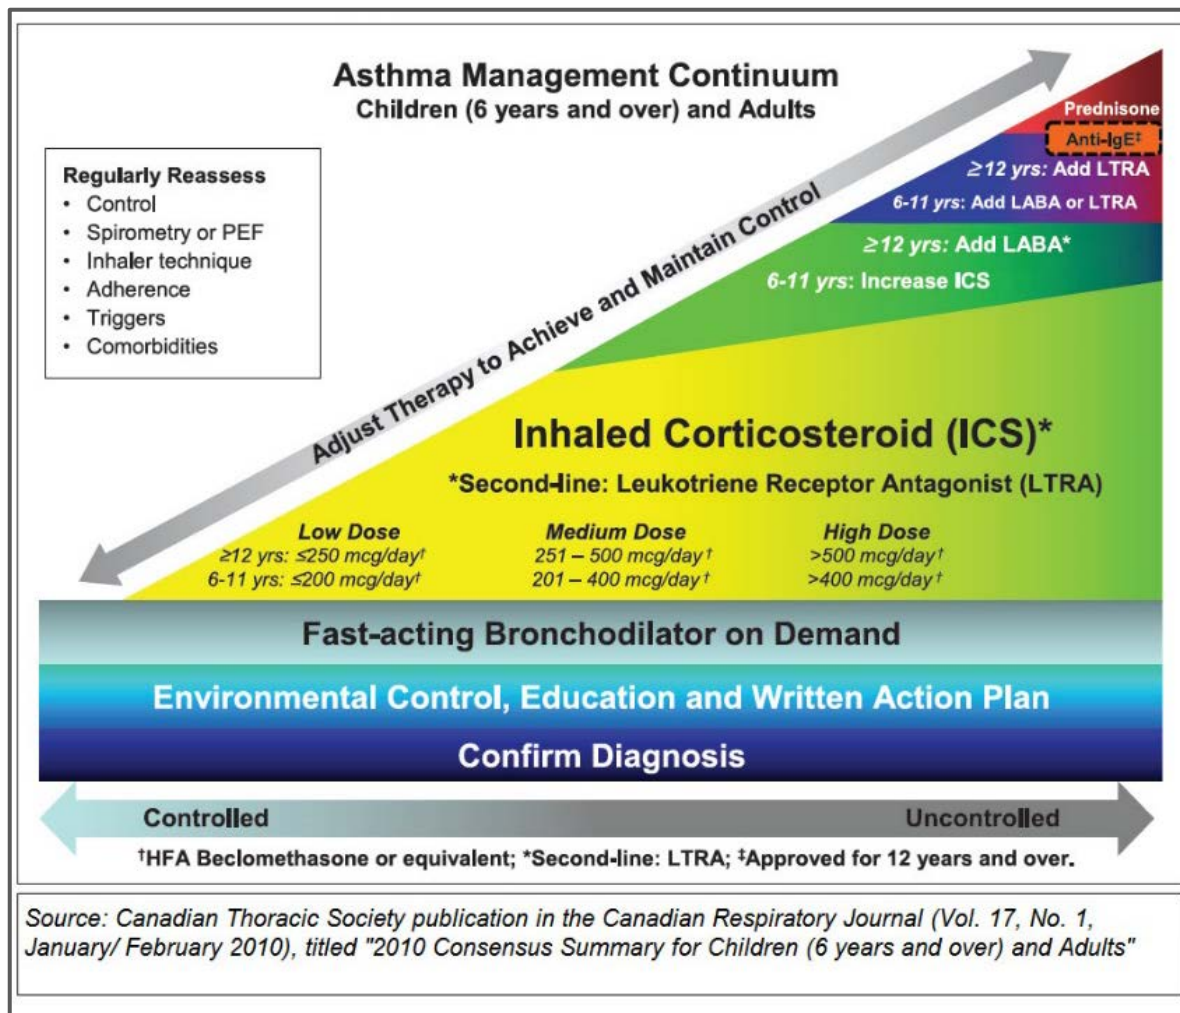 Asthma Management Continuum
Children (6 years and over) and Adults
Regularly Reassess
• Control
• Spirometry or PEF
• Inhaler technique
• Adherence
• Triggers
• Comorbidities
Adjust Therapy to Achieve and Maintain Control
Prednisone
Anti-IgE‡
≥12 yrs: Add LTRA
6-11 yrs: Add LABA or LTRA
≥12 yrs: Add LABA*
6-11 yrs: Increase ICS
Inhaled Corticosteroid (ICS)*
*Second-line: Leukotriene Receptor Antagonist (LTRA)
Low Dose Medium Dose High Dose
≥12 yrs: ≤250 mcg/day† 251 – 500 mcg/day† >500 mcg/day†
6-11 yrs: ≤200 mcg/day† 201 – 400 mcg/day† >400 mcg/day†
Fast-acting Bronchodilator on Demand
Environmental Control, Education and Written Action Plan
Confirm Diagnosis
Controlled Uncontrolled
†HFA Beclomethasone or equivalent; *Second-line: LTRA; ‡Approved for 12 years and over.
Source: Canadian Thoracic Society publication in the Canadian Respiratory Journal (Vol. 17, No. 1,
January/ February 2010), titled "2010 Consensus Summary for Children (6 years and over) and Adults"